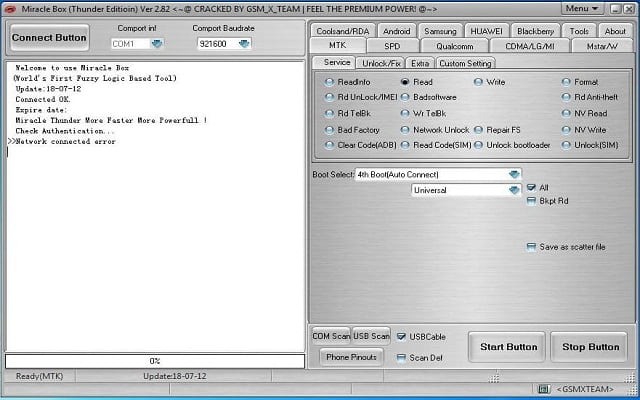 Miracle Box (Thunder Editioin) Ver 2.82 <~@ CRACKED BY GSM_X_TEAM | FEEL THE PREMIUM POWER! @~>
Menu
Connect Button
Comport inf
COM1
Comport Baudrate
921600
Welcome to use Miracle Box
(World's First Fuzzy Logic Based Tool)
Update:18-07-12
Connected OK.
Expire date:
Miracle Thunder More Faster More Powerfull !
Check Authentication...
>>Network connected error
0%
Coolsand/RDA Android Samsung HUAWEI Blackberry Tools About
MTK SPD Qualcomm CDMA/LG/MI Mstar/W
Service Unlock/Fix Extra Custom Setting
ReadInfo Read Write Format
Rd UnLock/IMEI Badsoftware Rd Anti-theft
Rd TelBk Wr TelBk NV Read
Bad Factory Network Unlock Repair FS NV Write
Clear Code(ADB) Read Code(SIM) Unlock bootloader Unlock(SIM)
Boot Select: 4th Boot(Auto Connect)
Universal All
Bkpt Rd
Save as scatter file
COM Scan USB Scan USBCable
Phone Pinouts Scan Def
Start Button Stop Button
Ready(MTK) Update:18-07-12
<GSMXTEAM>